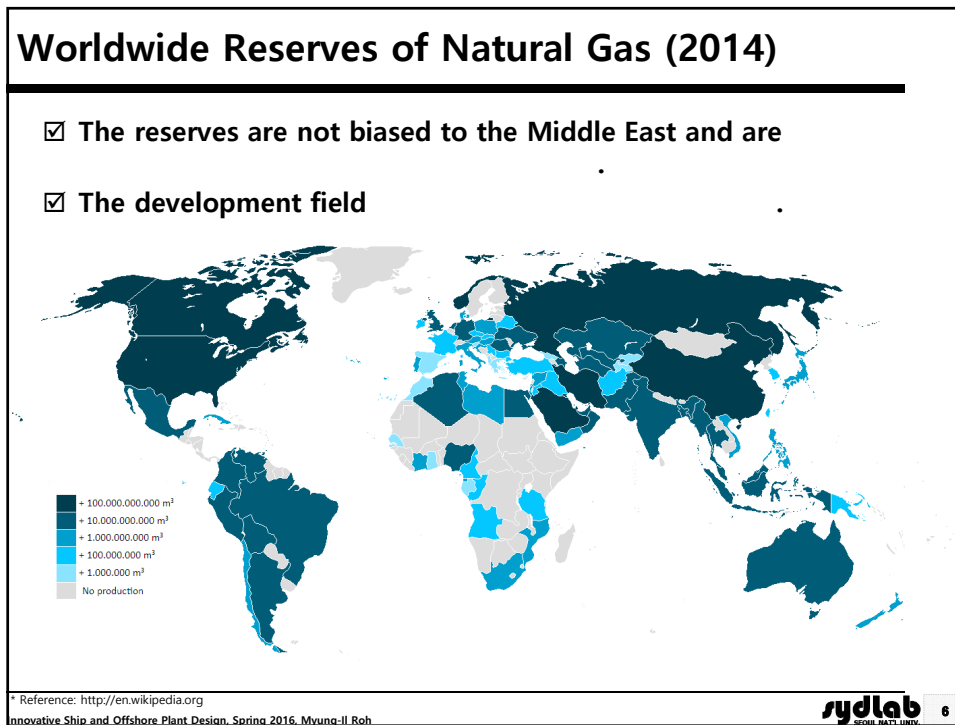 Worldwide Reserves of Natural Gas (2014)
☑ The reserves are not biased to the Middle East and are
.
☑ The development field .
+ 100.000.000.000 m³
+ 10.000.000.000 m³
+ 1.000.000.000 m³
+ 100.000.000 m³
+ 1.000.000 m³
No production
* Reference: http://en.wikipedia.org
Innovative Ship and Offshore Plant Design, Spring 2016, Myung-Il Roh
sydlab
SEOUL NAT'L UNIV.
6